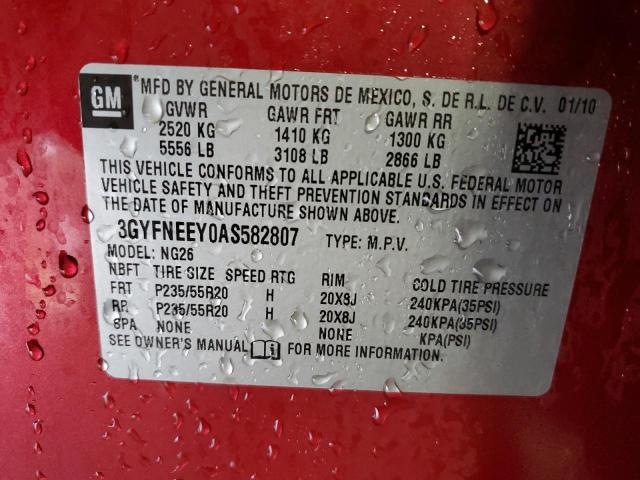 GM
MFD BY GENERAL MOTORS DE MEXICO, S. DE R.L. DE C.V. 01/10
GVWR GAWR FRT GAWR RR
2520 KG 1410 KG 1300 KG
5556 LB 3108 LB 2866 LB
THIS VEHICLE CONFORMS TO ALL APPLICABLE U.S. FEDERAL MOTOR
VEHICLE SAFETY AND THEFT PREVENTION STANDARDS IN EFFECT ON
THE DATE OF MANUFACTURE SHOWN ABOVE.
3GYFNEEY0AS582807 TYPE: M.P.V.
MODEL: NG26
NBFT TIRE SIZE SPEED RTG RIM COLD TIRE PRESSURE
FRT P235/55R20 H 20X8J 240KPA(35PSI)
RR P235/55R20 H 20X8J 240KPA(35PSI)
SPA NONE NONE KPA(PSI)
SEE OWNER'S MANUAL FOR MORE INFORMATION.